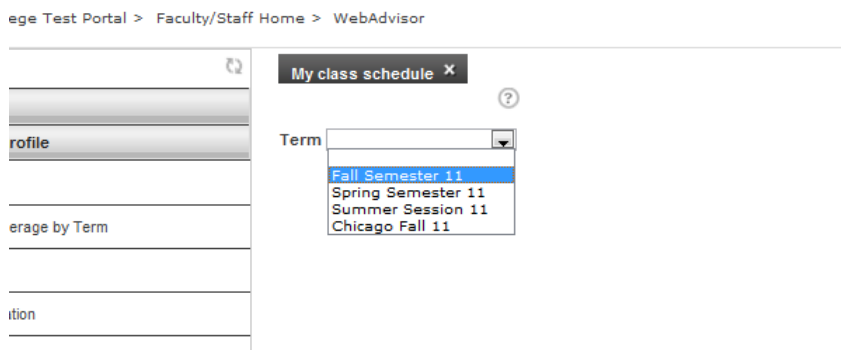 ege Test Portal > Faculty/Staff Home > WebAdvisor
My class schedule ×
?
rofile
Term
Fall Semester 11
Spring Semester 11
Summer Session 11
erage by Term
Chicago Fall 11
tion